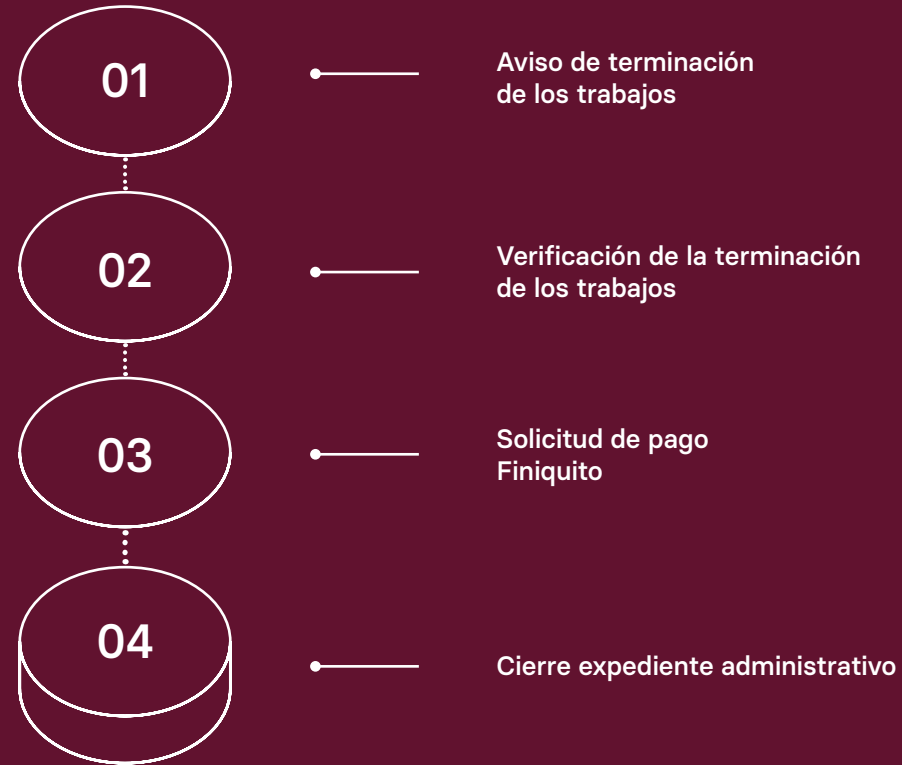 01
Aviso de terminación
de los trabajos
02
Verificación de la terminación
de los trabajos
03
Solicitud de pago
Finiquito
04
Cierre expediente administrativo